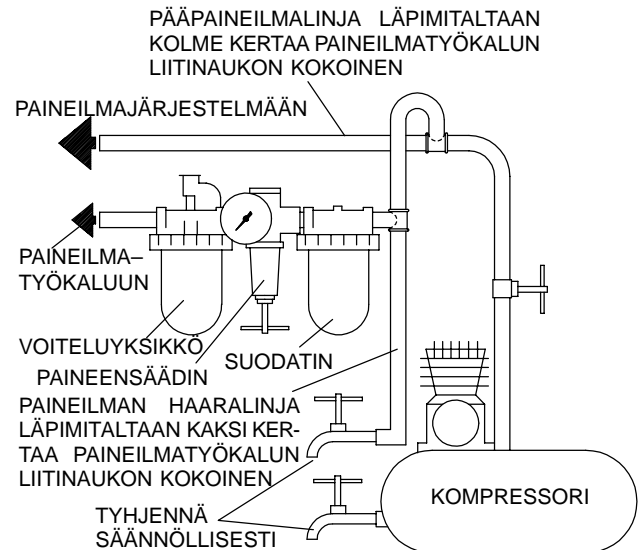 PÄÄPAINEILMALINJA LÄPIMITALTAAN
KOLME KERTAA PAINEILMATYÖKALUN
LIITINAUKON KOKOINEN
PAINEILMAJÄRJESTELMÄÄN
PAINEILMA–
TYÖKALUUN
VOITELUYKSIKKÖ
SUODATIN
PAINEENSÄÄDIN
PAINEILMAN HAARALINJA
LÄPIMITALTAAN KAKSI KER-
TAA PAINEILMATYÖKALUN
LIITINAUKON KOKOINEN
KOMPRESSORI
TYHJENNÄ
SÄÄNNÖLLISESTI